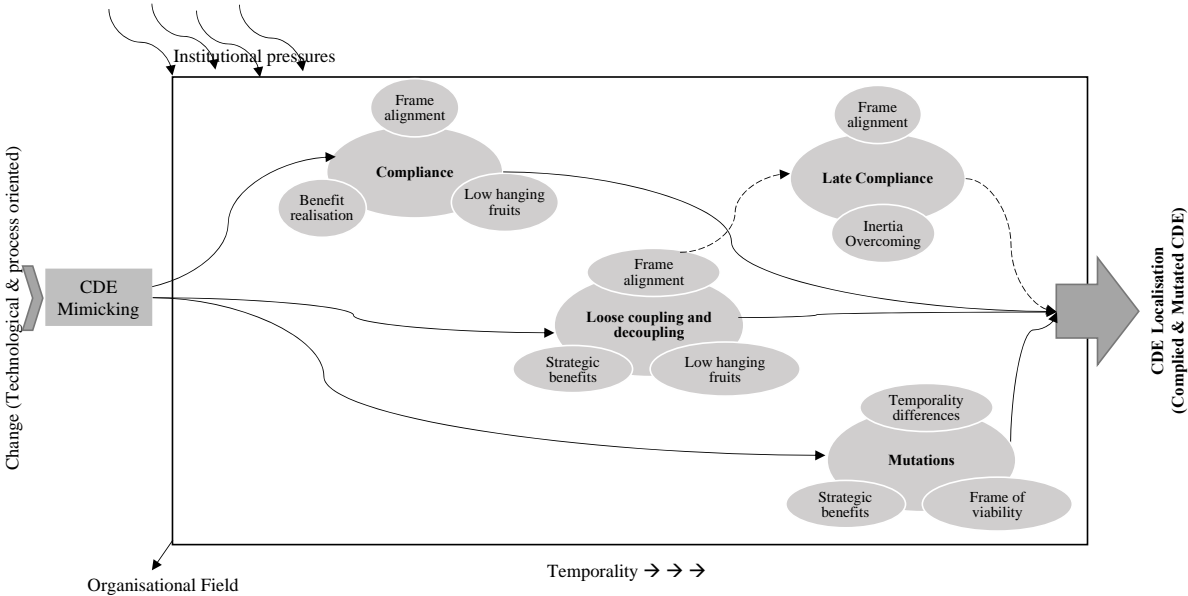 Institutional pressures
Change (Technological & process oriented)
CDE
Mimicking
Frame
alignment
Compliance
Benefit
realisation
Low hanging
fruits
Frame
alignment
Late Compliance
Inertia
Overcoming
Frame
alignment
Loose coupling and
decoupling
Strategic
benefits
Low hanging
fruits
Temporality
differences
Mutations
Strategic
benefits
Frame of
viability
CDE Localisation
(Complied & Mutated CDE)
Organisational Field
Temporality → → →